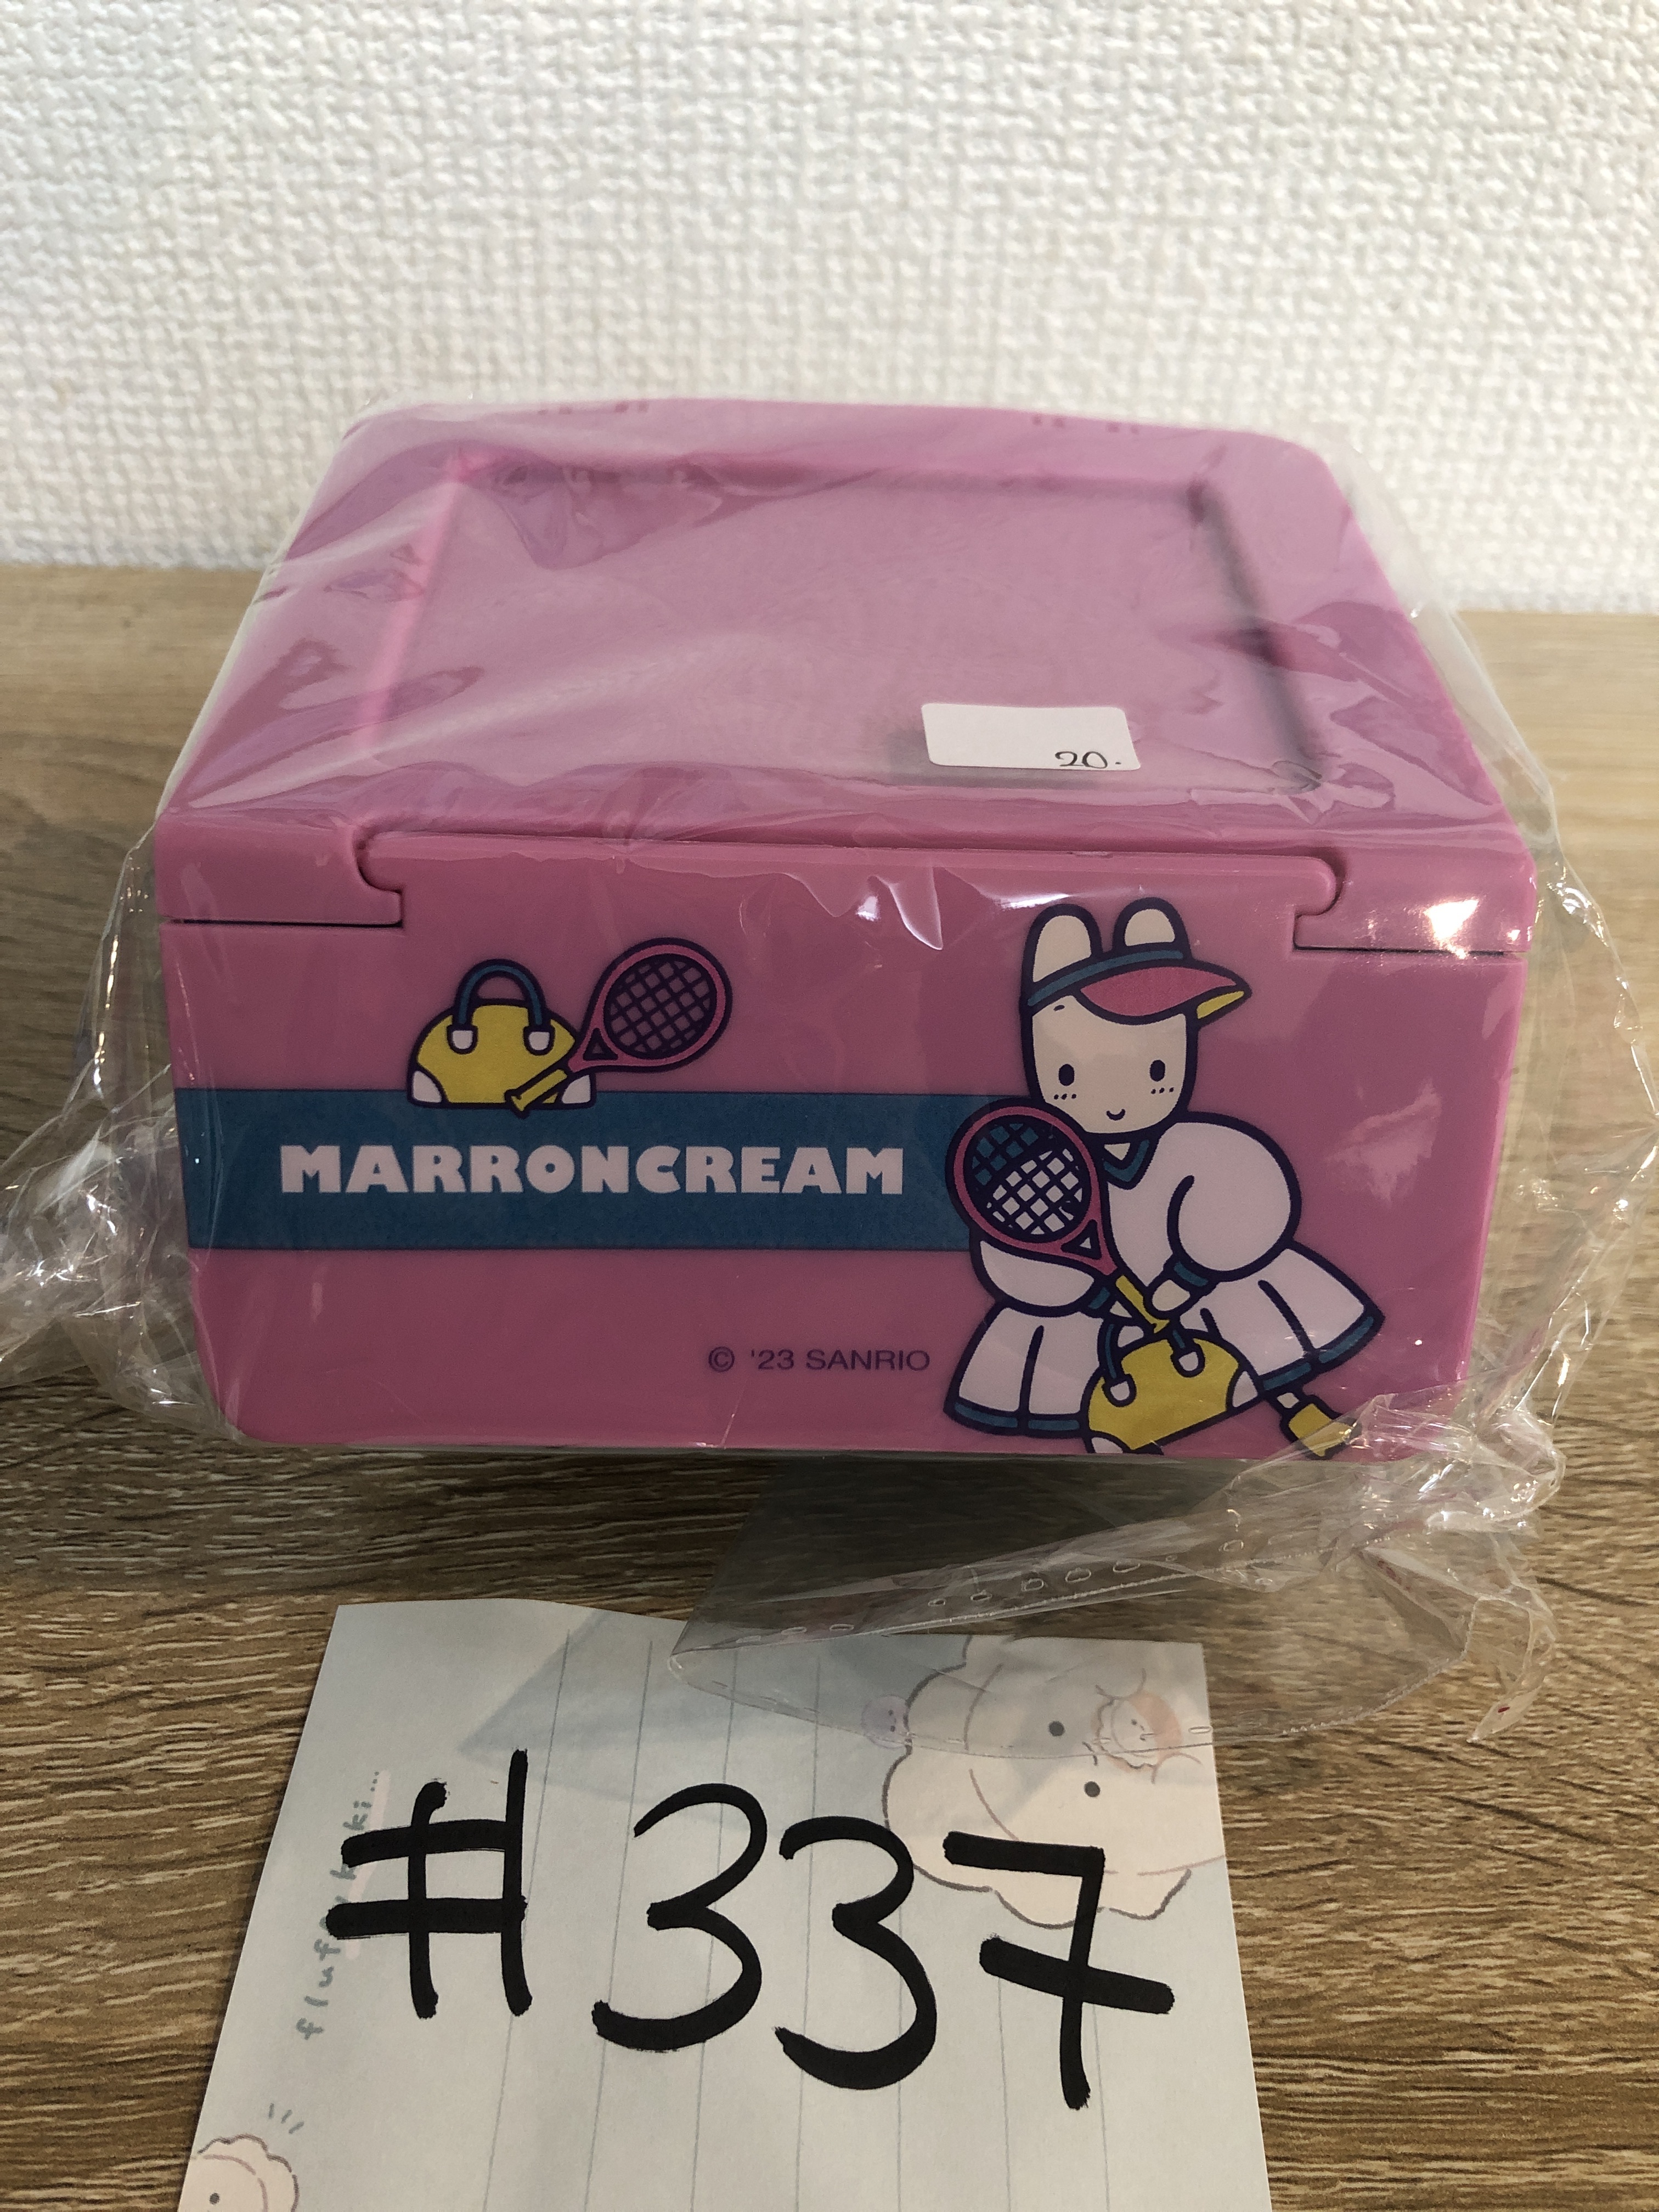 20.
MARRONCREAM
© '23 SANRIO
#337